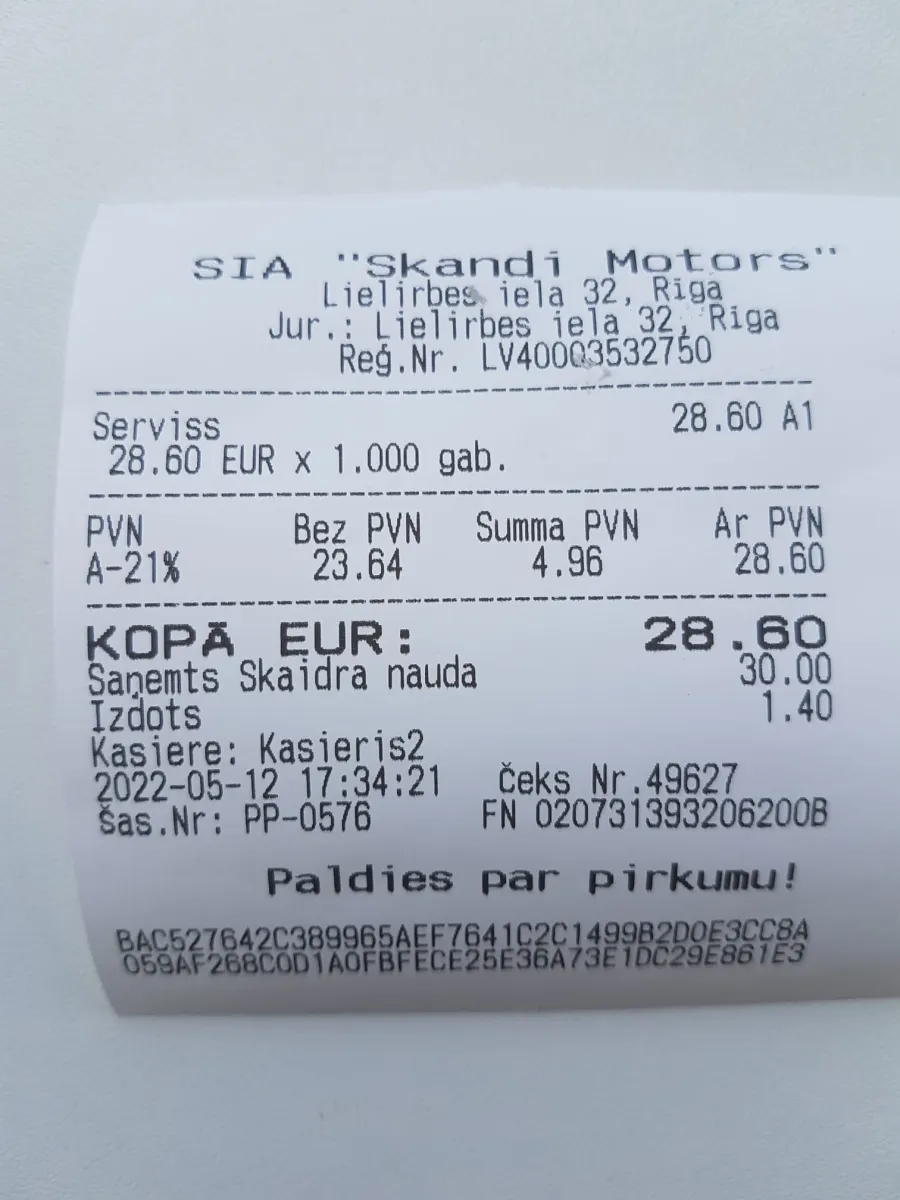 SIA "Skandi Motors"
Lielirbes iela 32, Rīga
Jur.: Lielirbes iela 32, Rīga
Reģ.Nr. LV40003532750
Serviss 28.60 A1
28.60 EUR x 1.000 gab.
PVN Bez PVN Summa PVN Ar PVN
A-21% 23.64 4.96 28.60
KOPĀ EUR: 28.60
Saņemts Skaidra nauda 30.00
Izdots 1.40
Kasiere: Kasieris2
2022-05-12 17:34:21 Čeks Nr.49627
Šas.Nr: PP-0576 FN 020731393206200B
Paldies par pirkumu!
BAC527642C389965AEF7641C2C1499B2D0E3CC8A
059AF268C0D1A0FBFECE25E36A73E1DC29E861E3